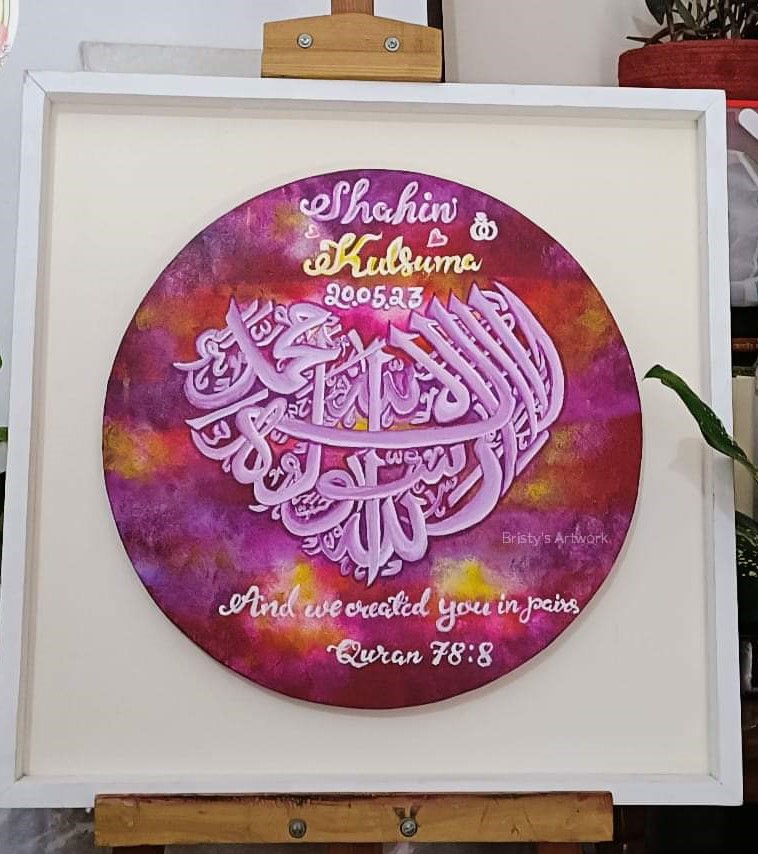 Shahin
Kulsuma
20.05.23
لا إله إلا الله محمد رسول الله
Bristy's Artwork
And we created you in pairs
Quran 78:8